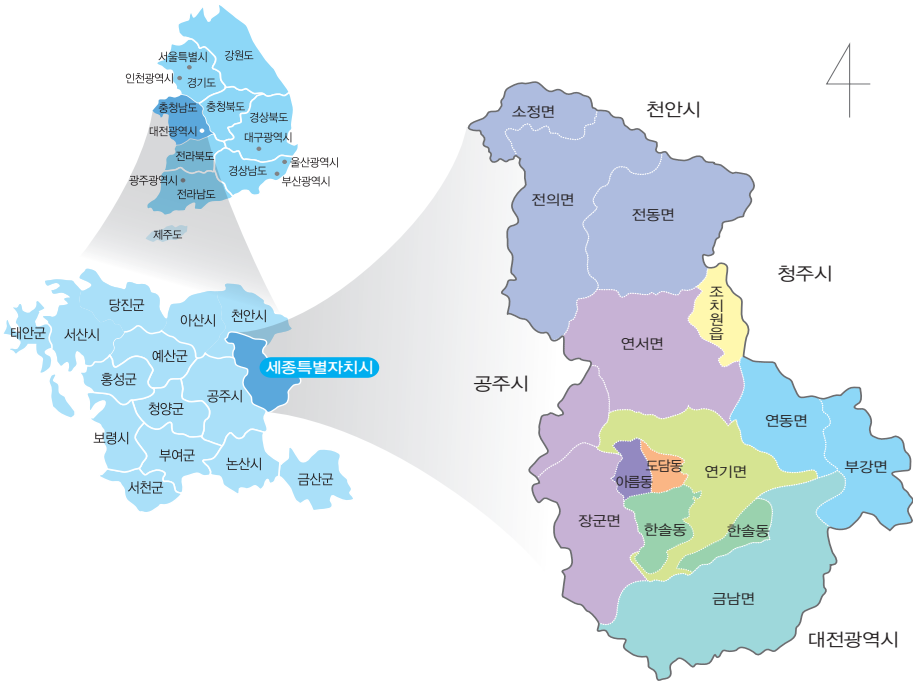 서울특별시
강원도
인천광역시
경기도
충청남도
충청북도
경상북도
대전광역시
대구광역시
전라북도
경상남도
울산광역시
광주광역시
부산광역시
전라남도
제주도
당진군
태안군
서산시
아산시
천안시
예산군
홍성군
세종특별자치시
공주시
청양군
보령시
부여군
논산시
서천군
금산군
소정면
천안시
전의면
전동면
청주시
조치원읍
연서면
공주시
연동면
부강면
도담동
아름동
연기면
장군면
한솔동
한솔동
금남면
대전광역시